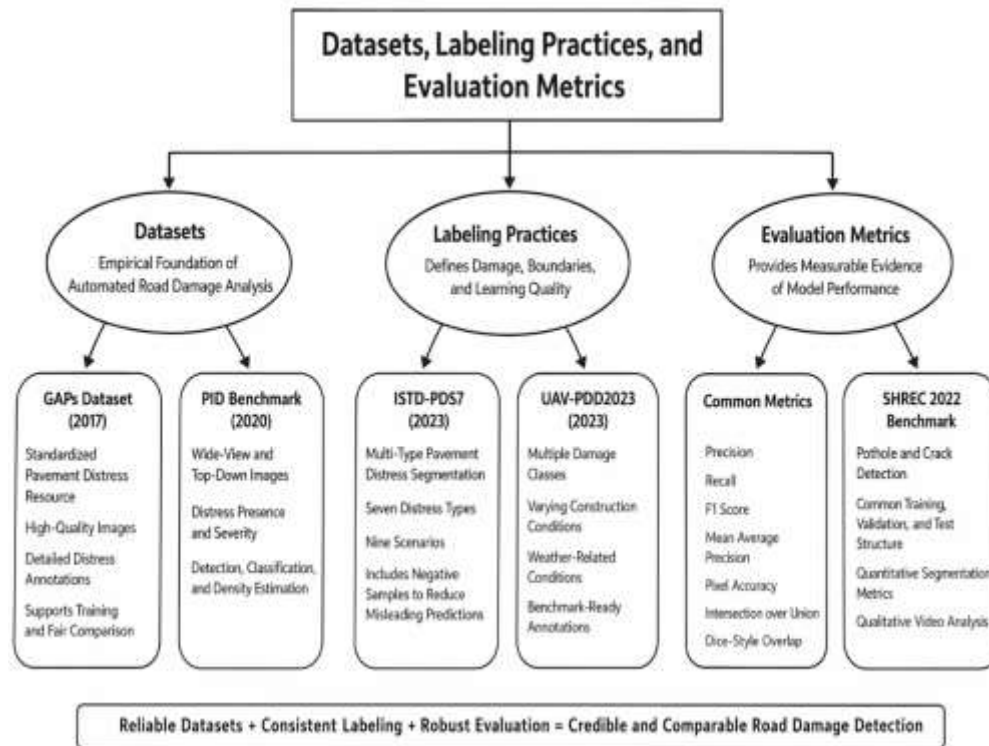 Datasets, Labeling Practices, and
Evaluation Metrics
Datasets
Empirical Foundation of
Automated Road Damage Analysis
Labeling Practices
Defines Damage, Boundaries,
and Learning Quality
Evaluation Metrics
Provides Measurable Evidence
of Model Performance
GAPs Dataset
(2017)
Standardized
Pavement Distress
Resource
High-Quality Images
Detailed Distress
Annotations
Supports Training
and Fair Comparison
PID Benchmark
(2020)
Wide-View and
Top-Down Images
Distress Presence
and Severity
Detection, Classification,
and Density Estimation
ISTD-PDS7
(2023)
Multi-Type Pavement
Distress Segmentation
Seven Distress Types
Nine Scenarios
Includes Negative
Samples to Reduce
Misleading Predictions
UAV-PDD2023
(2023)
Multiple Damage
Classes
Varying Construction
Conditions
Weather-Related
Conditions
Benchmark-Ready
Annotations
Common Metrics
Precision
Recall
F1 Score
Mean Average
Precision
Pixel Accuracy
Intersection over Union
Dice-Style Overlap
SHREC 2022
Benchmark
Pothole and Crack
Detection
Common Training,
Validation, and Test
Structure
Quantitative Segmentation
Metrics
Qualitative Video Analysis
Reliable Datasets + Consistent Labeling + Robust Evaluation = Credible and Comparable Road Damage Detection